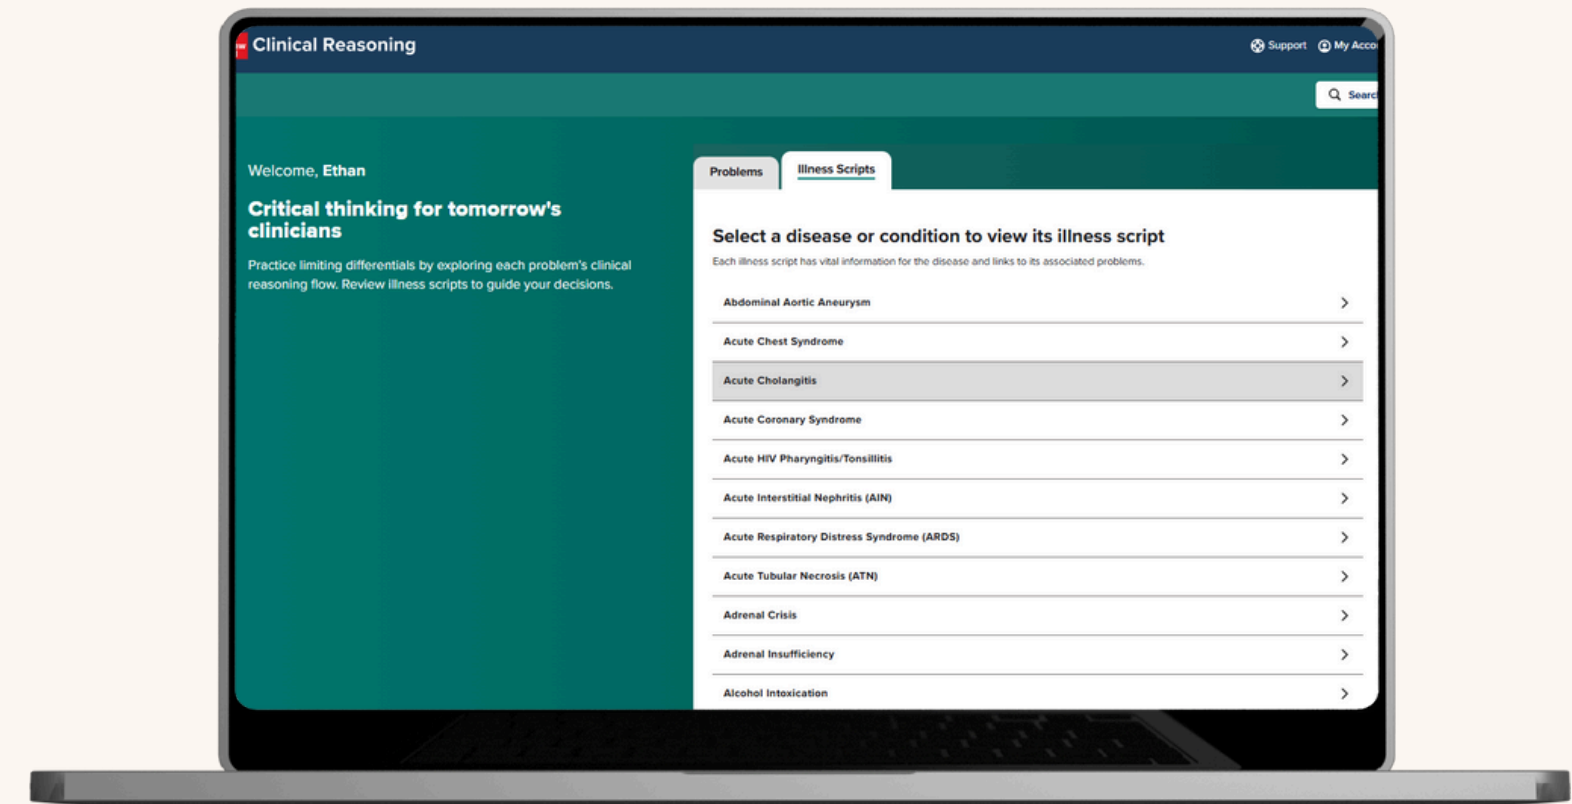 Clinical Reasoning
Support
My Acco
Search
Welcome, Ethan
Critical thinking for tomorrow's
clinicians
Practice limiting differentials by exploring each problem's clinical
reasoning flow. Review illness scripts to guide your decisions.
Problems
Illness Scripts
Select a disease or condition to view its illness script
Each illness script has vital information for the disease and links to its associated problems.
Abdominal Aortic Aneurysm
Acute Chest Syndrome
Acute Cholangitis
Acute Coronary Syndrome
Acute HIV Pharyngitis/Tonsillitis
Acute Interstitial Nephritis (AIN)
Acute Respiratory Distress Syndrome (ARDS)
Acute Tubular Necrosis (ATN)
Adrenal Crisis
Adrenal Insufficiency
Alcohol Intoxication